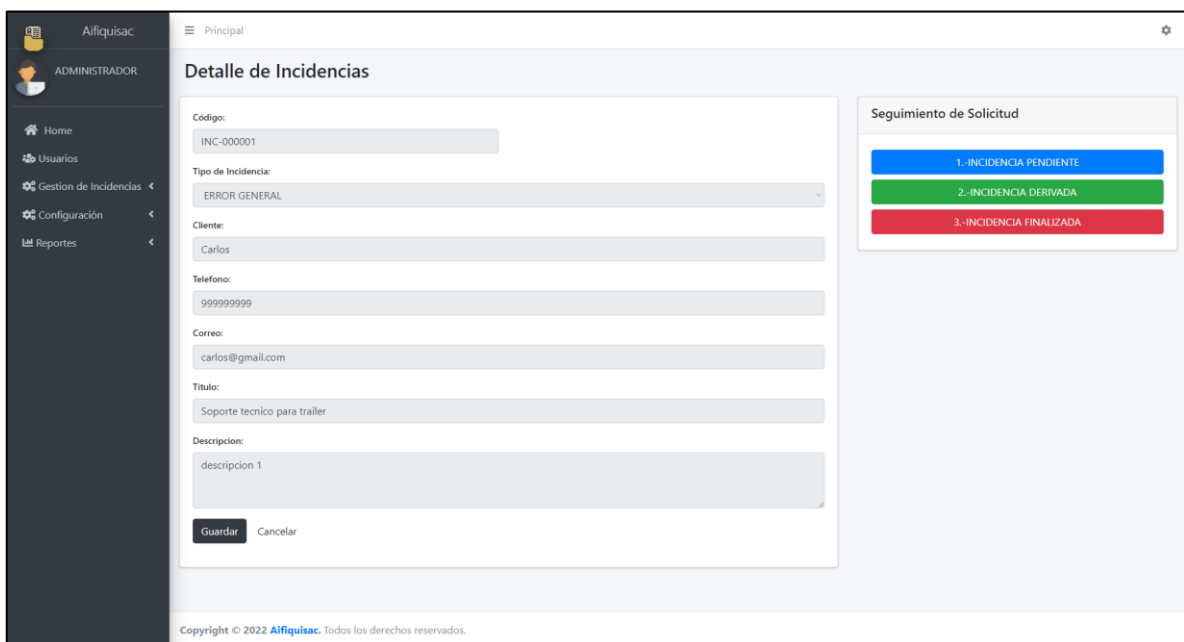 Aifiquisac
Principal
ADMINISTRADOR
Home
Usuarios
Gestion de Incidencias
Configuración
Reportes
Detalle de Incidencias
Código:
INC-000001
Tipo de Incidencia:
ERROR GENERAL
Cliente:
Carlos
Telefono:
999999999
Correo:
carlos@gmail.com
Titulo:
Soporte tecnico para trailer
Descripcion:
descripcion 1
Guardar Cancelar
Seguimiento de Solicitud
1.-INCIDENCIA PENDIENTE
2.-INCIDENCIA DERIVADA
3.-INCIDENCIA FINALIZADA
Copyright © 2022 Aifiquisac. Todos los derechos reservados.